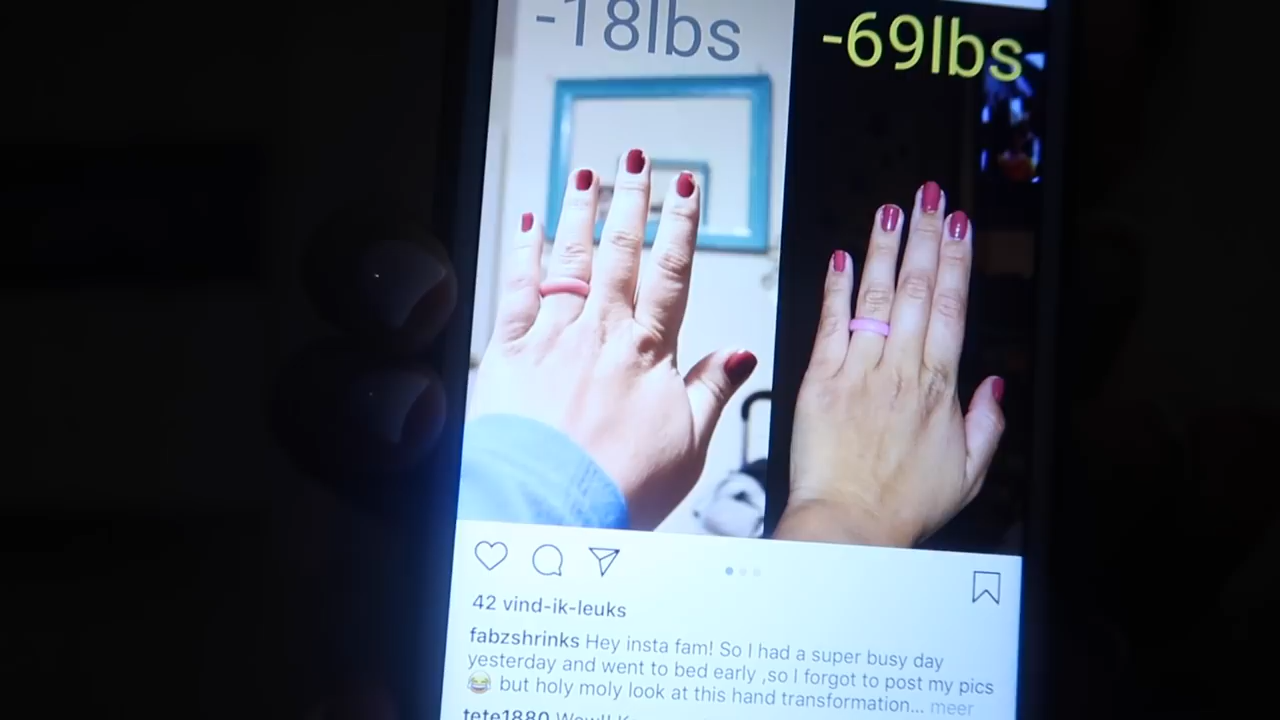 -18lbs
-69lbs
42 vind-ik-leuks
fabzshrinks Hey insta fam! So I had a super busy day
yesterday and went to bed early ,so I forgot to post my pics
😂 but holy moly look at this hand transformation... meer
tete1880 Wow!!